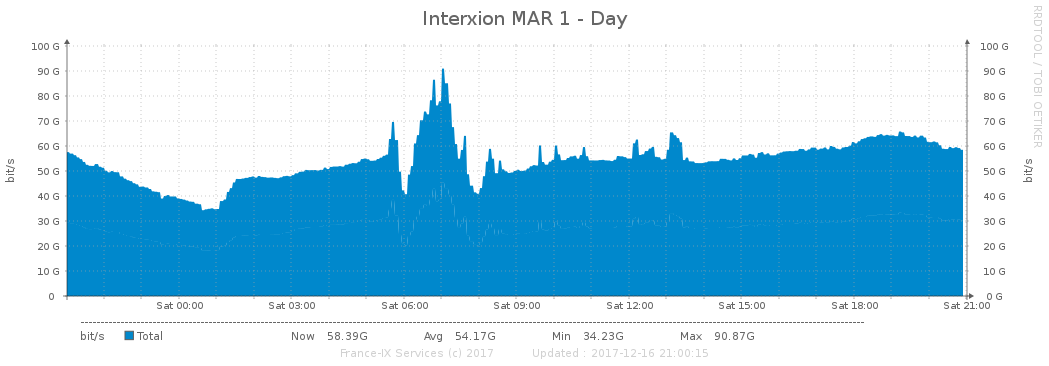 Interxion MAR 1 - Day
RRDTOOL / TOBI OETIKER
bit/s
bit/s
100 G 100 G
90 G 90 G
80 G 80 G
70 G 70 G
60 G 60 G
50 G 50 G
40 G 40 G
30 G 30 G
20 G 20 G
10 G 10 G
0 0 G
Sat 00:00 Sat 03:00 Sat 06:00 Sat 09:00 Sat 12:00 Sat 15:00 Sat 18:00 Sat 21:00
bit/s Total Now 58.39G Avg 54.17G Min 34.23G Max 90.87G
France-IX Services (c) 2017 Updated : 2017-12-16 21:00:15